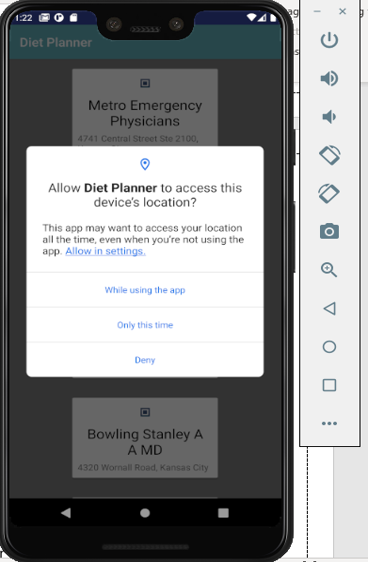 1:22
Diet Planner
Metro Emergency
Physicians
4741 Central Street Ste 2100,
Allow Diet Planner to access this
device's location?
This app may want to access your location
all the time, even when you're not using the
app. Allow in settings.
While using the app
Only this time
Deny
Bowling Stanley A
A MD
4320 Wornall Road, Kansas City